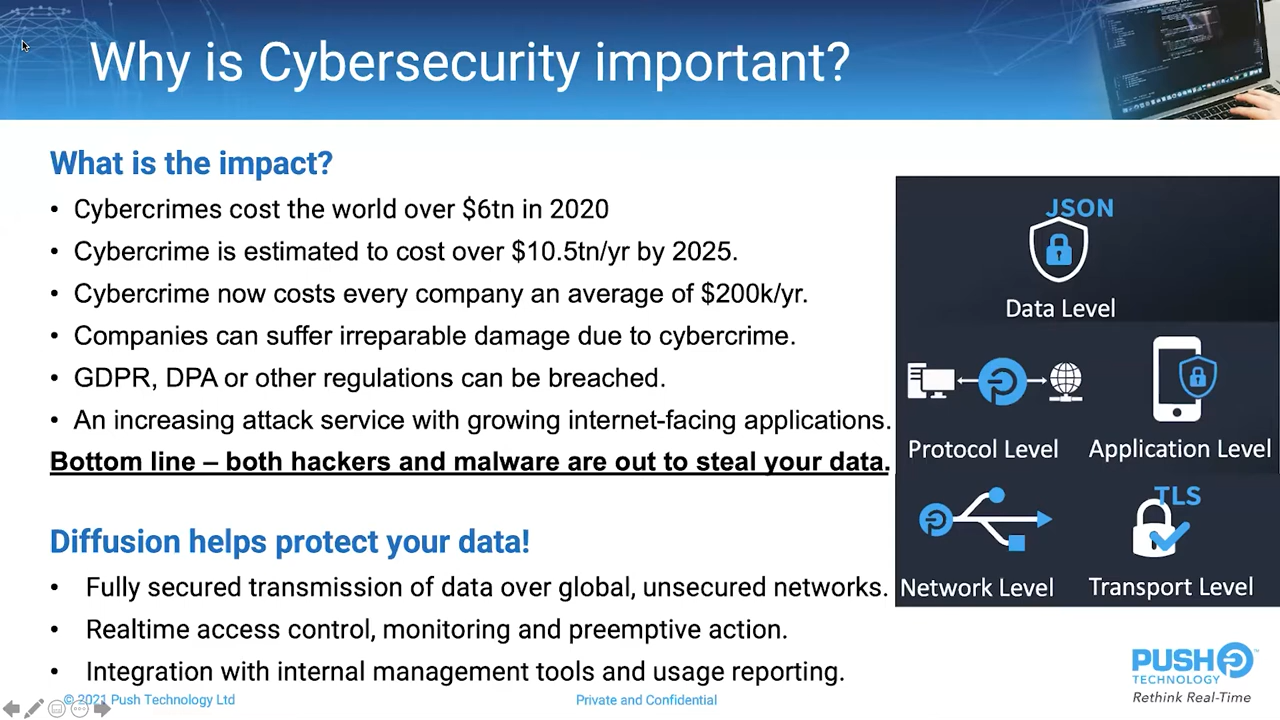 Why is Cybersecurity important?
What is the impact?
• Cybercrimes cost the world over $6tn in 2020
• Cybercrime is estimated to cost over $10.5tn/yr by 2025.
• Cybercrime now costs every company an average of $200k/yr.
• Companies can suffer irreparable damage due to cybercrime.
• GDPR, DPA or other regulations can be breached.
• An increasing attack service with growing internet-facing applications.
Bottom line – both hackers and malware are out to steal your data.
Diffusion helps protect your data!
• Fully secured transmission of data over global, unsecured networks.
• Realtime access control, monitoring and preemptive action.
• Integration with internal management tools and usage reporting.
JSON
Data Level
Protocol Level
Application Level
TLS
Network Level
Transport Level
PUSH
TECHNOLOGY
™
Rethink Real-Time
© 2021 Push Technology Ltd
Private and Confidential